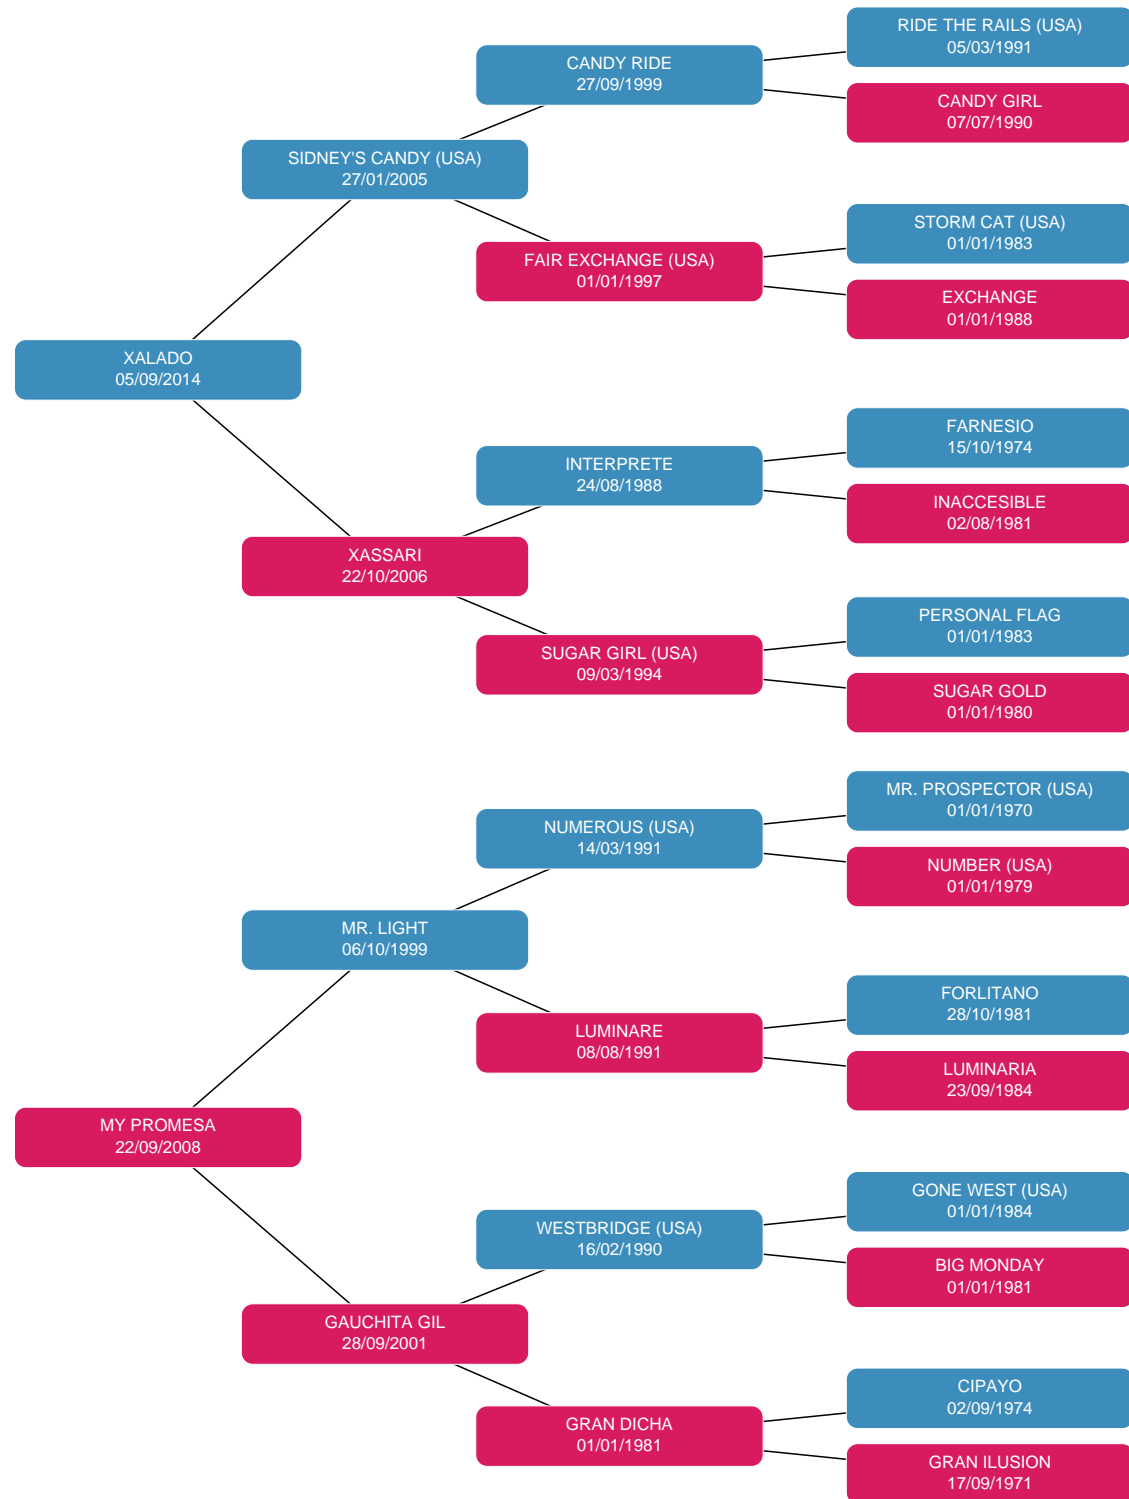 RIDE THE RAILS (USA)
05/03/1991
CANDY RIDE
27/09/1999
CANDY GIRL
07/07/1990
SIDNEY'S CANDY (USA)
27/01/2005
STORM CAT (USA)
01/01/1983
FAIR EXCHANGE (USA)
01/01/1997
EXCHANGE
01/01/1988
XALADO
05/09/2014
FARNESIO
15/10/1974
INTERPRETE
24/08/1988
INACCESIBLE
02/08/1981
XASSARI
22/10/2006
PERSONAL FLAG
01/01/1983
SUGAR GIRL (USA)
09/03/1994
SUGAR GOLD
01/01/1980
MR. PROSPECTOR (USA)
01/01/1970
NUMEROUS (USA)
14/03/1991
NUMBER (USA)
01/01/1979
MR. LIGHT
06/10/1999
FORLITANO
28/10/1981
LUMINARE
08/08/1991
LUMINARIA
23/09/1984
MY PROMESA
22/09/2008
GONE WEST (USA)
01/01/1984
WESTBRIDGE (USA)
16/02/1990
BIG MONDAY
01/01/1981
GAUCHITA GIL
28/09/2001
CIPAYO
02/09/1974
GRAN DICHA
01/01/1981
GRAN ILUSION
17/09/1971